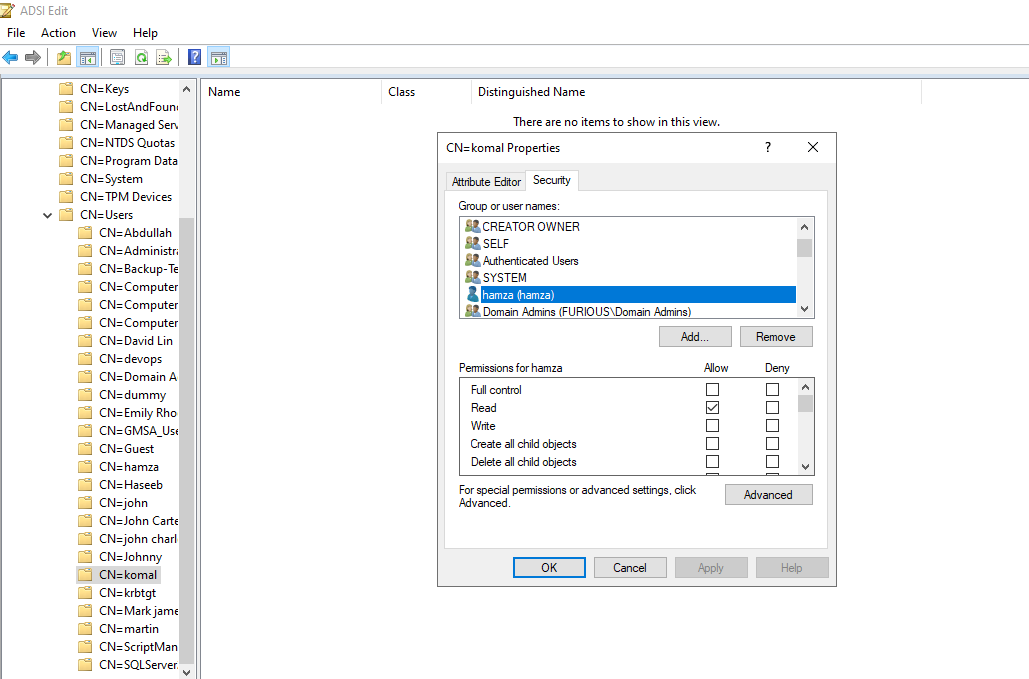 ADSI Edit
File Action View Help
CN=Keys
CN=LostAndFoun
CN=Managed Serv
CN=NTDS Quotas
CN=Program Data
CN=System
CN=TPM Devices
CN=Users
CN=Abdullah
CN=Administra
CN=Backup-Te
CN=Computer
CN=Computer
CN=Computer
CN=David Lin
CN=devops
CN=Domain A
CN=dummy
CN=Emily Rho
CN=GMSA_Use
CN=Guest
CN=hamza
CN=Haseeb
CN=john
CN=John Carte
CN=john charl
CN=Johnny
CN=komal
CN=krbtgt
CN=Mark jame
CN=martin
CN=ScriptMan
CN=SQLServer
Name Class Distinguished Name
There are no items to show in this view.
CN=komal Properties ?
Attribute Editor Security
Group or user names:
CREATOR OWNER
SELF
Authenticated Users
SYSTEM
hamza (hamza)
Domain Admins (FURIOUS\Domain Admins)
Add... Remove
Permissions for hamza Allow Deny
Full control
Read
Write
Create all child objects
Delete all child objects
For special permissions or advanced settings, click
Advanced.
Advanced
OK Cancel Apply Help